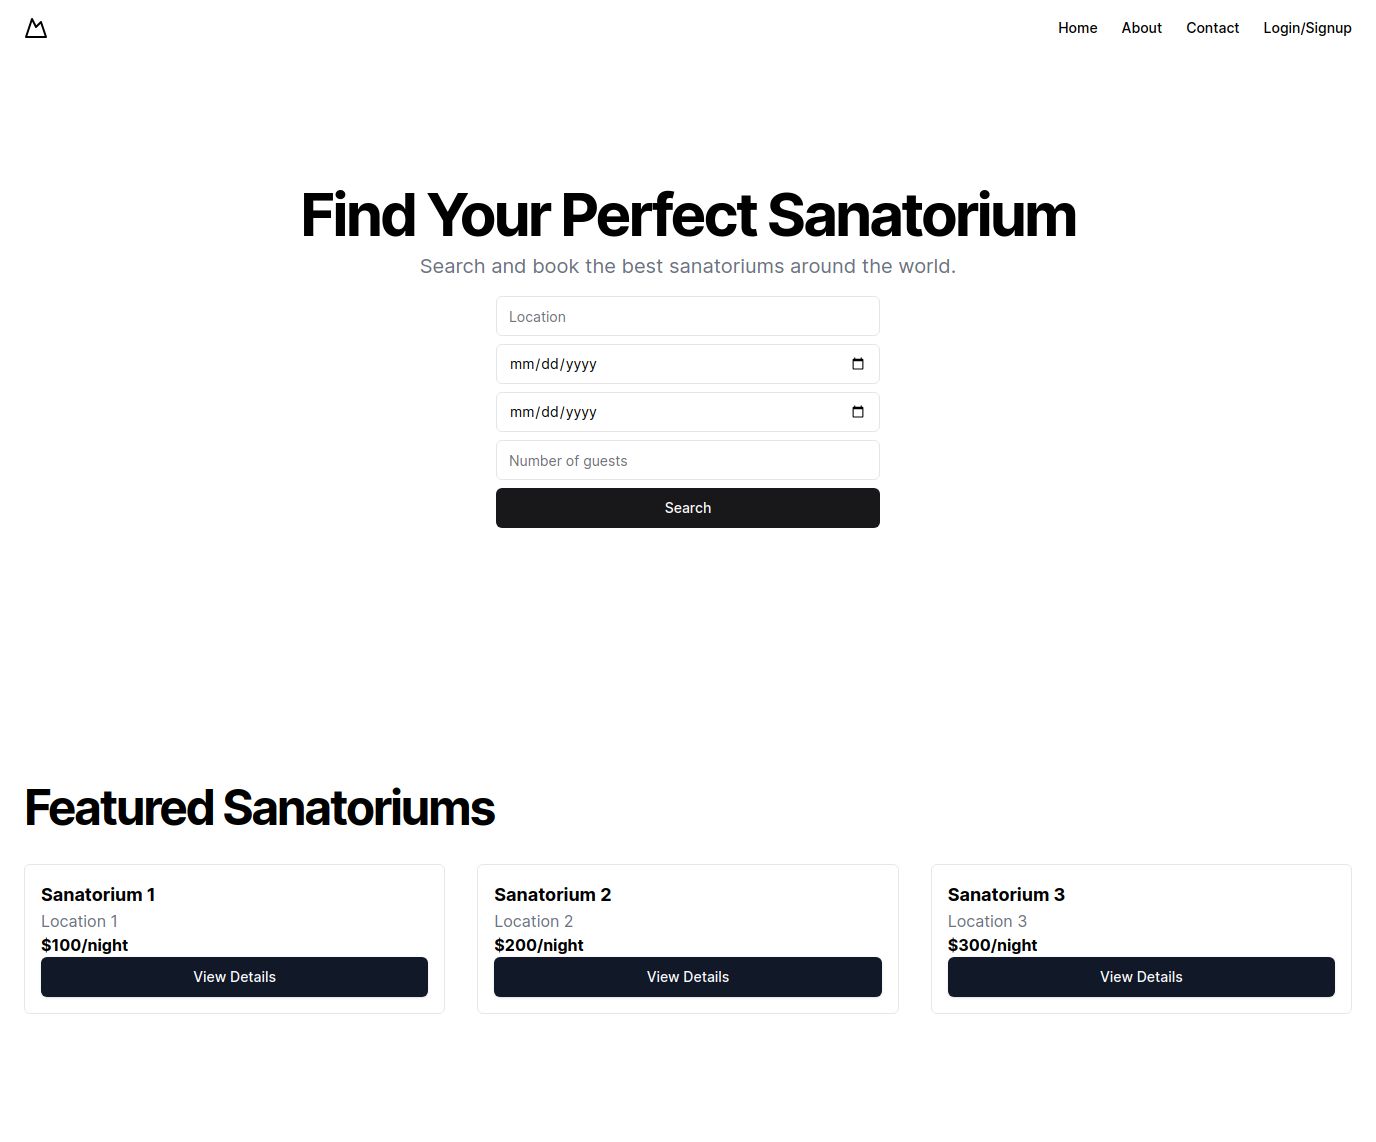 Home About Contact Login/Signup
Find Your Perfect Sanatorium
Search and book the best sanatoriums around the world.
Location
mm/dd/yyyy
mm/dd/yyyy
Number of guests
Search
Featured Sanatoriums
Sanatorium 1
Location 1
$100/night
View Details
Sanatorium 2
Location 2
$200/night
View Details
Sanatorium 3
Location 3
$300/night
View Details